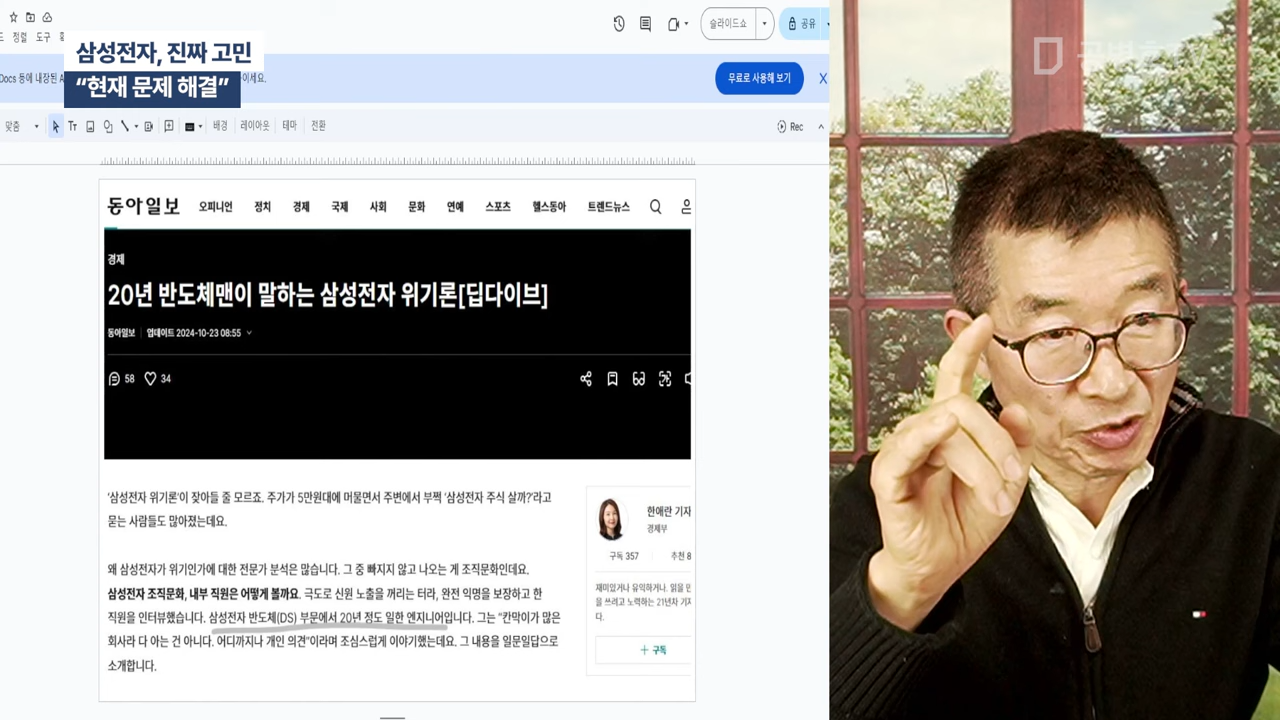 슬라이드쇼
공유
정렬 도구
삼성전자, 진짜 고민
Docs 등에 내장된
이세요.
무료로 사용해 보기
X
“현재 문제 해결”
맞춤
Tт
배경
레이아웃
테마
전환
Rec
동아일보
오피니언
정치
경제
국제
사회
문화
연예
스포츠
헬스동아
트렌드뉴스
경제
20년 반도체맨이 말하는 삼성전자 위기론[딥다이브]
동아일보 업데이트 2024-10-23 08:55
58 34
‘삼성전자 위기론’이 잦아들 줄 모르죠. 주가가 5만원대에 머물면서 주변에서 부쩍 ‘삼성전자 주식 살까?’라고
묻는 사람들도 많아졌는데요.
왜 삼성전자가 위기인가에 대한 전문가 분석은 많습니다. 그 중 빠지지 않고 나오는 게 조직문화인데요.
삼성전자 조직문화, 내부 직원은 어떻게 볼까요. 극도로 신원 노출을 꺼리는 터라, 완전 익명을 보장하고 한
직원을 인터뷰했습니다. 삼성전자 반도체(DS) 부문에서 20년 정도 일한 엔지니어입니다. 그는 “칸막이가 많은
회사라 다 아는 건 아니다. 어디까지나 개인 의견”이라며 조심스럽게 이야기했는데요. 그 내용을 일문일답으로
소개합니다.
한애란 기자
경제부
구독 357
추천 8
재미있거나 유익하거나. 읽을 만
을 쓰려고 노력하는 21년차 기자
다.
+ 구독